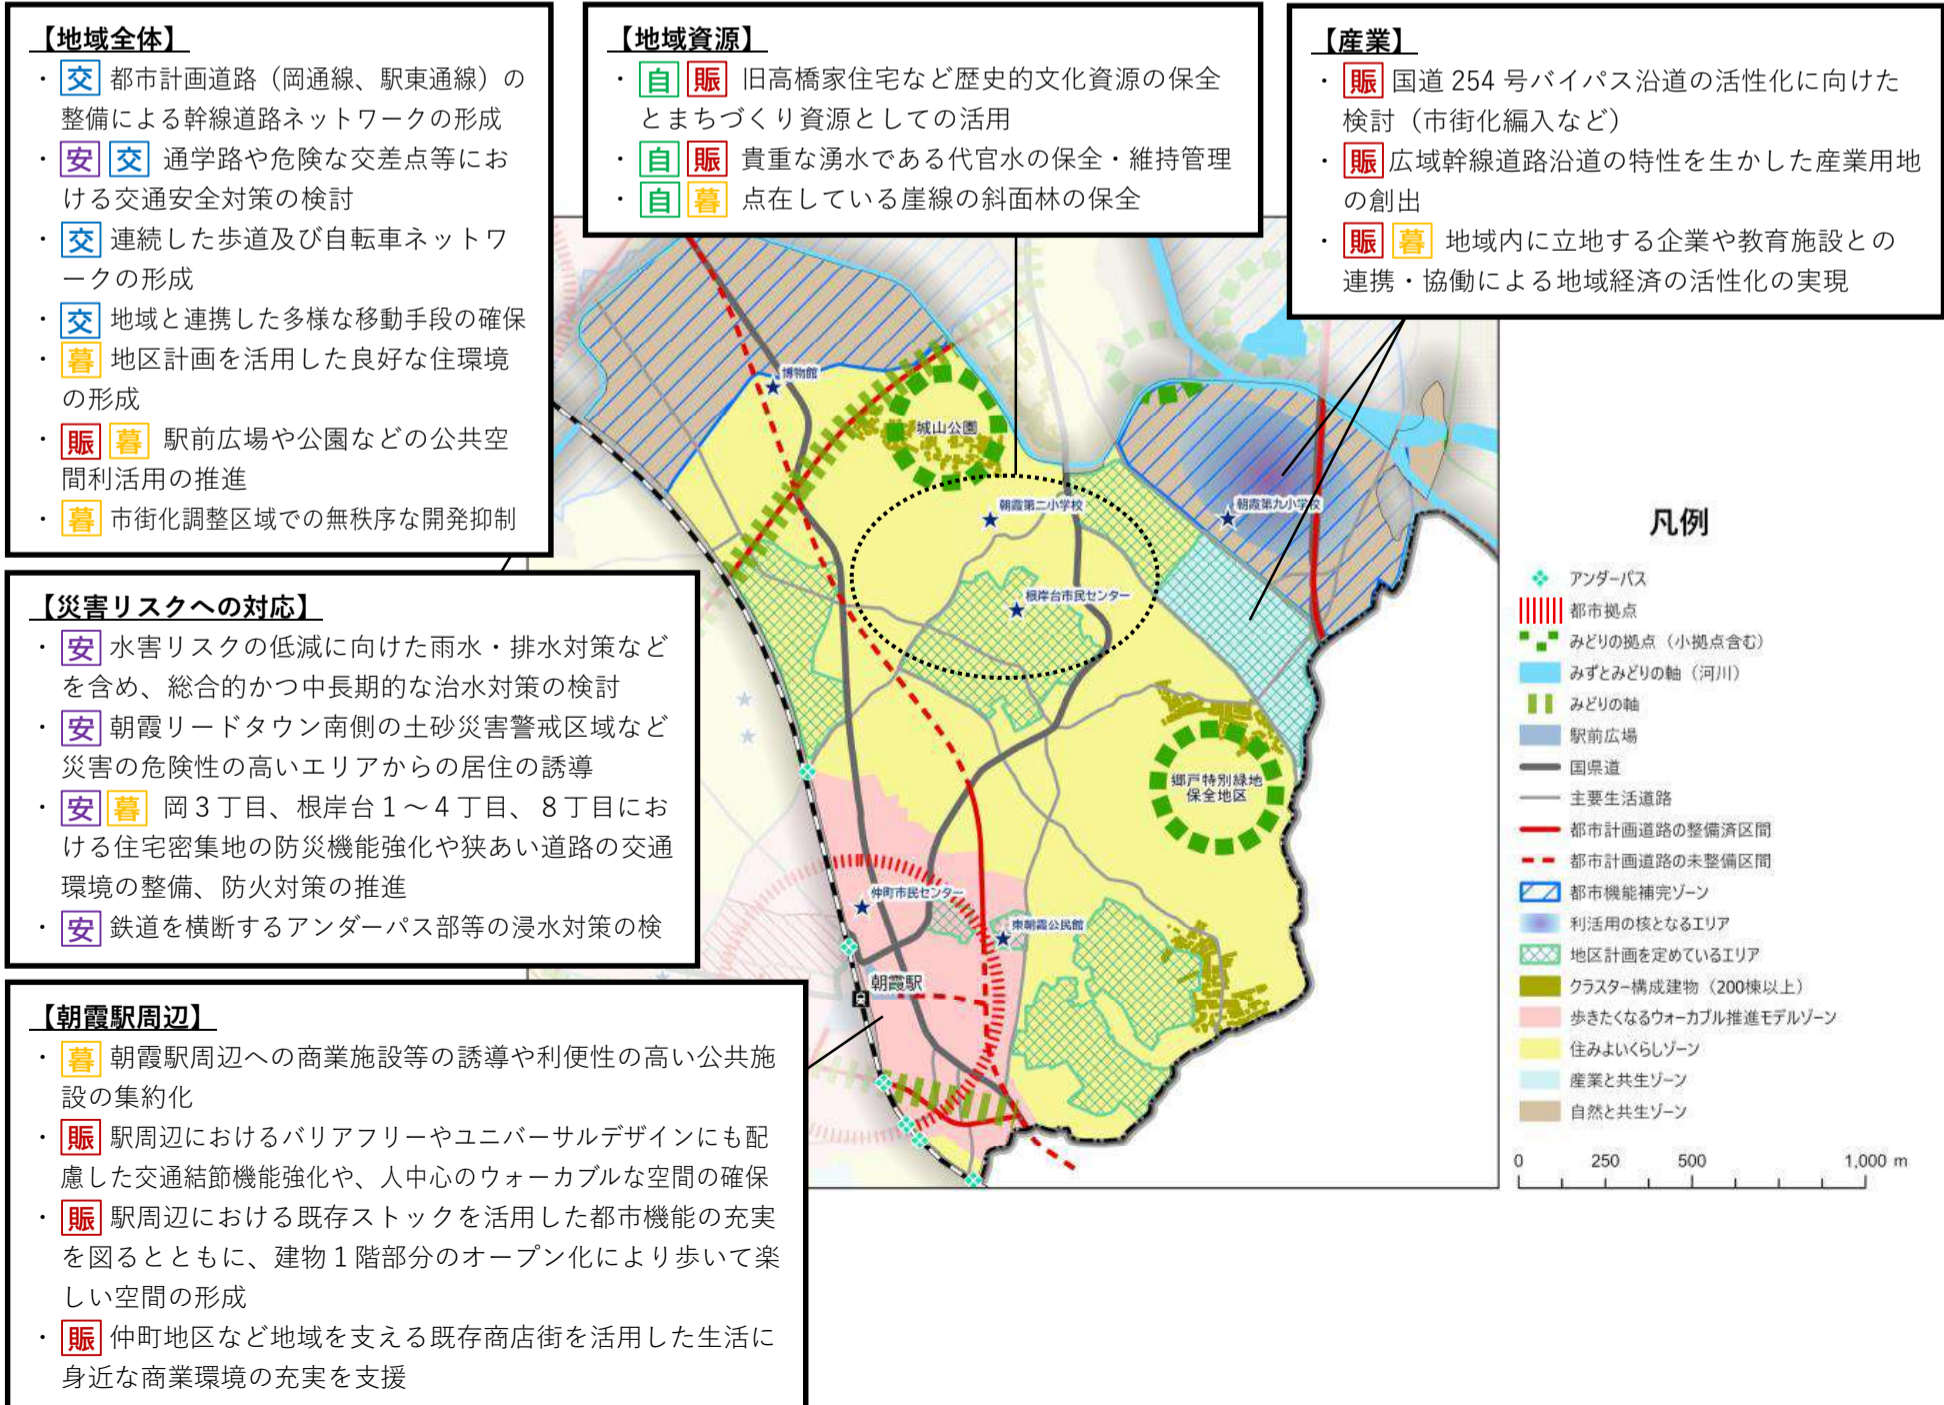 【地域全体】
・交 都市計画道路（岡通線、駅東通線）の
整備による幹線道路ネットワークの形成
・安 交 通学路や危険な交差点等にお
ける交通安全対策の検討
・交 連続した歩道及び自転車ネットワ
ークの形成
・交 地域と連携した多様な移動手段の確保
・暮 地区計画を活用した良好な住環境
の形成
・賑 暮 駅前広場や公園などの公共空
間利活用の推進
・暮 市街化調整区域での無秩序な開発抑制
【地域資源】
・自 賑 旧高橋家住宅など歴史的文化資源の保全
とまちづくり資源としての活用
・自 賑 貴重な湧水である代官水の保全・維持管理
・自 暮 点在している崖線の斜面林の保全
【産業】
・賑 国道 254 号バイパス沿道の活性化に向けた
検討（市街化編入など）
・賑 広域幹線道路沿道の特性を生かした産業用地
の創出
・賑 暮 地域内に立地する企業や教育施設との
連携・協働による地域経済の活性化の実現
【災害リスクへの対応】
・安 水害リスクの低減に向けた雨水・排水対策など
を含め、総合的かつ中長期的な治水対策の検討
・安 朝霞リードタウン南側の土砂災害警戒区域など
災害の危険性の高いエリアからの居住の誘導
・安 暮 岡３丁目、根岸台１～４丁目、８丁目にお
ける住宅密集地の防災機能強化や狭あい道路の交通
環境の整備、防火対策の推進
・安 鉄道を横断するアンダーパス部等の浸水対策の検
【朝霞駅周辺】
・暮 朝霞駅周辺への商業施設等の誘導や利便性の高い公共施
設の集約化
・賑 駅周辺におけるバリアフリーやユニバーサルデザインにも配
慮した交通結節機能強化や、人中心のウォーカブルな空間の確保
・賑 駅周辺における既存ストックを活用した都市機能の充実
を図るとともに、建物１階部分のオープン化により歩いて楽
しい空間の形成
・賑 仲町地区など地域を支える既存商店街を活用した生活に
身近な商業環境の充実を支援
博物館
城山公園
朝霞第二小学校
朝霞第九小学校
根岸台市民センター
郷戸特別緑地
保全地区
仲町市民センター
東朝霞公民館
朝霞駅
凡例
アンダーパス
都市拠点
みどりの拠点（小拠点含む）
みずとみどりの軸（河川）
みどりの軸
駅前広場
国県道
主要生活道路
都市計画道路の整備済区間
都市計画道路の未整備区間
都市機能補完ゾーン
利活用の核となるエリア
地区計画を定めているエリア
クラスター構成建物（200棟以上）
歩きたくなるウォーカブル推進モデルゾーン
住みよいくらしゾーン
産業と共生ゾーン
自然と共生ゾーン
0 250 500 1,000 m